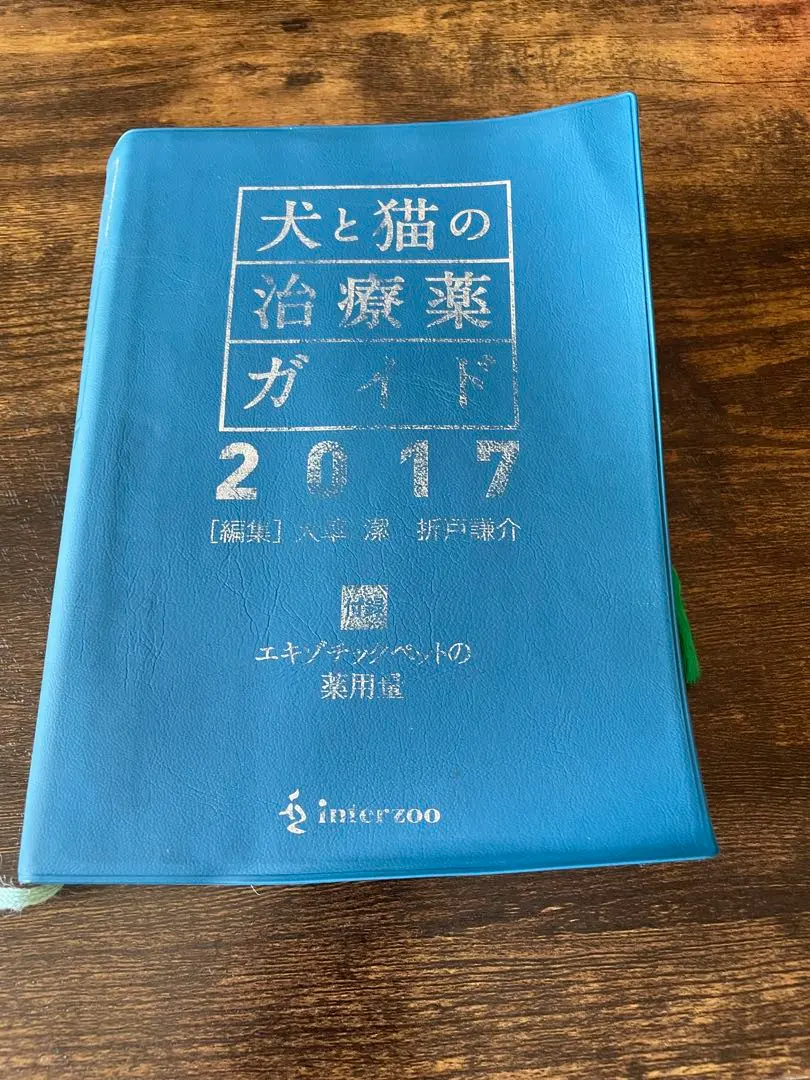 犬と猫の
治療薬
ガイド
2017
[編集] 大草 潔 折戸謙介
エキゾチックペットの
薬用量
interzoo